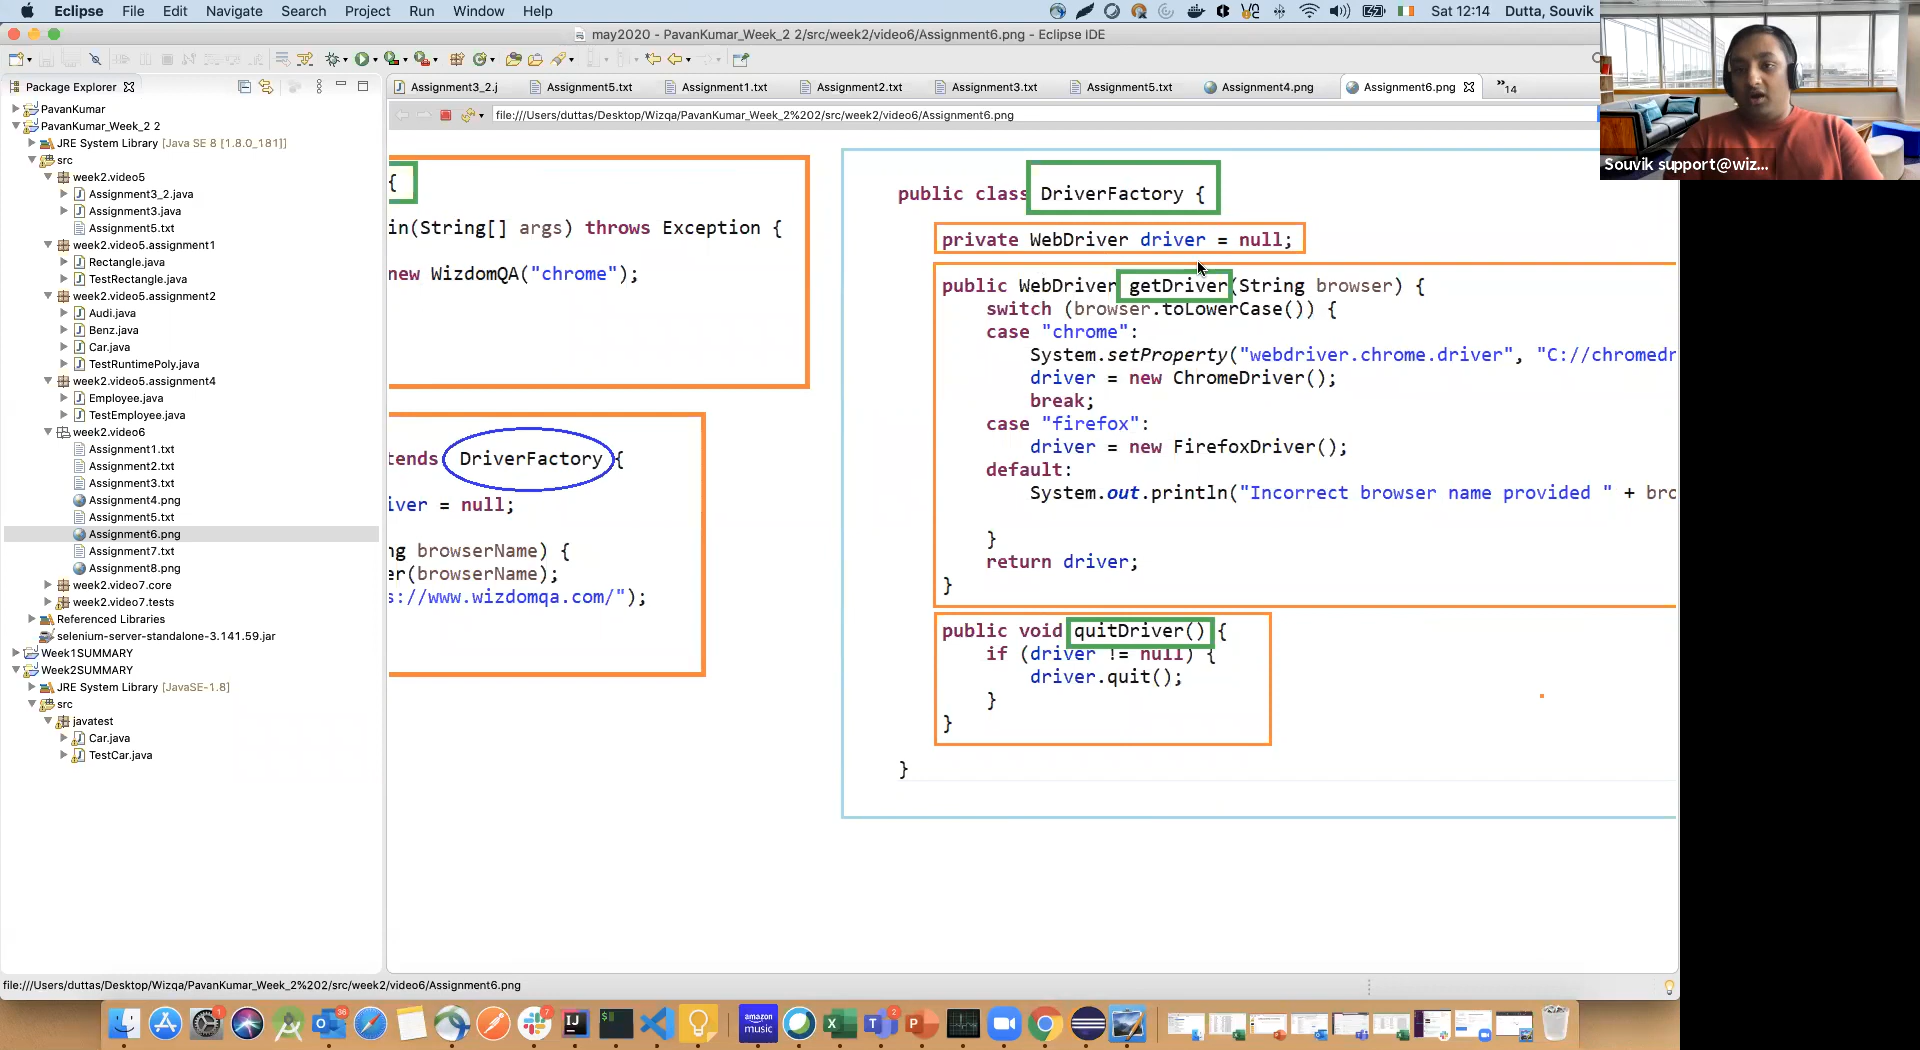 Eclipse File Edit Navigate Search Project Run Window Help
Sat 12:14 Dutta, Souvik
may2020 - PavanKumar_Week_2 2/src/week2/video6/Assignment6.png - Eclipse IDE
Package Explorer
Assignment3_2.j Assignment5.txt Assignment1.txt Assignment2.txt Assignment3.txt Assignment5.txt Assignment4.png Assignment6.png 14
file:///Users/duttas/Desktop/Wizqa/PavanKumar_Week_2%202/src/week2/video6/Assignment6.png
PavanKumar
PavanKumar_Week_2 2
JRE System Library [Java SE 8 [1.8.0_181]]
src
week2.video5
Assignment3_2.java
Assignment3.java
Assignment5.txt
week2.video5.assignment1
Rectangle.java
TestRectangle.java
week2.video5.assignment2
Audi.java
Benz.java
Car.java
TestRuntimePoly.java
week2.video5.assignment4
Employee.java
TestEmployee.java
week2.video6
Assignment1.txt
Assignment2.txt
Assignment3.txt
Assignment4.png
Assignment5.txt
Assignment6.png
Assignment7.txt
Assignment8.png
week2.video7.core
week2.video7.tests
Referenced Libraries
selenium-server-standalone-3.141.59.jar
Week1SUMMARY
Week2SUMMARY
JRE System Library [JavaSE-1.8]
src
javatest
Car.java
TestCar.java
{
in(String[] args) throws Exception {
new WizdomQA("chrome");
tends DriverFactory {
iver = null;
ng browserName) {
er(browserName);
s://www.wizdomqa.com/");
public class DriverFactory {
private WebDriver driver = null;
public WebDriver getDriver(String browser) {
switch (browser.toLowerCase()) {
case "chrome":
System.setProperty("webdriver.chrome.driver", "C://chromedr
driver = new ChromeDriver();
break;
case "firefox":
driver = new FirefoxDriver();
default:
System.out.println("Incorrect browser name provided " + bro
}
return driver;
}
public void quitDriver() {
if (driver != null) {
driver.quit();
}
}
}
Souvik support@wiz...
file:///Users/duttas/Desktop/Wizqa/PavanKumar_Week_2%202/src/week2/video6/Assignment6.png
amazon
music